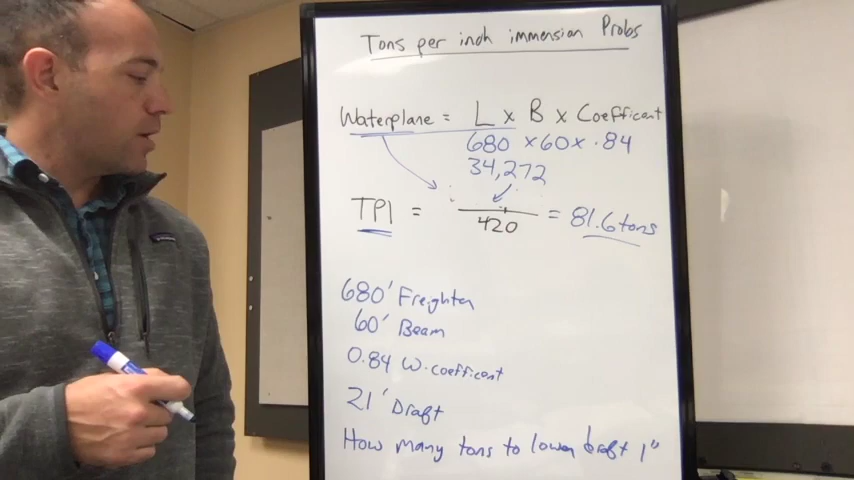 Tons per inch immersion Probs
Waterplane = L x B x Coefficent
680 x 60 x .84
34,272
TPI = 
420
= 81.6 tons
680' Freighter
60' Beam
0.84 W. coefficent
21' Draft
How many tons to lower draft 1"